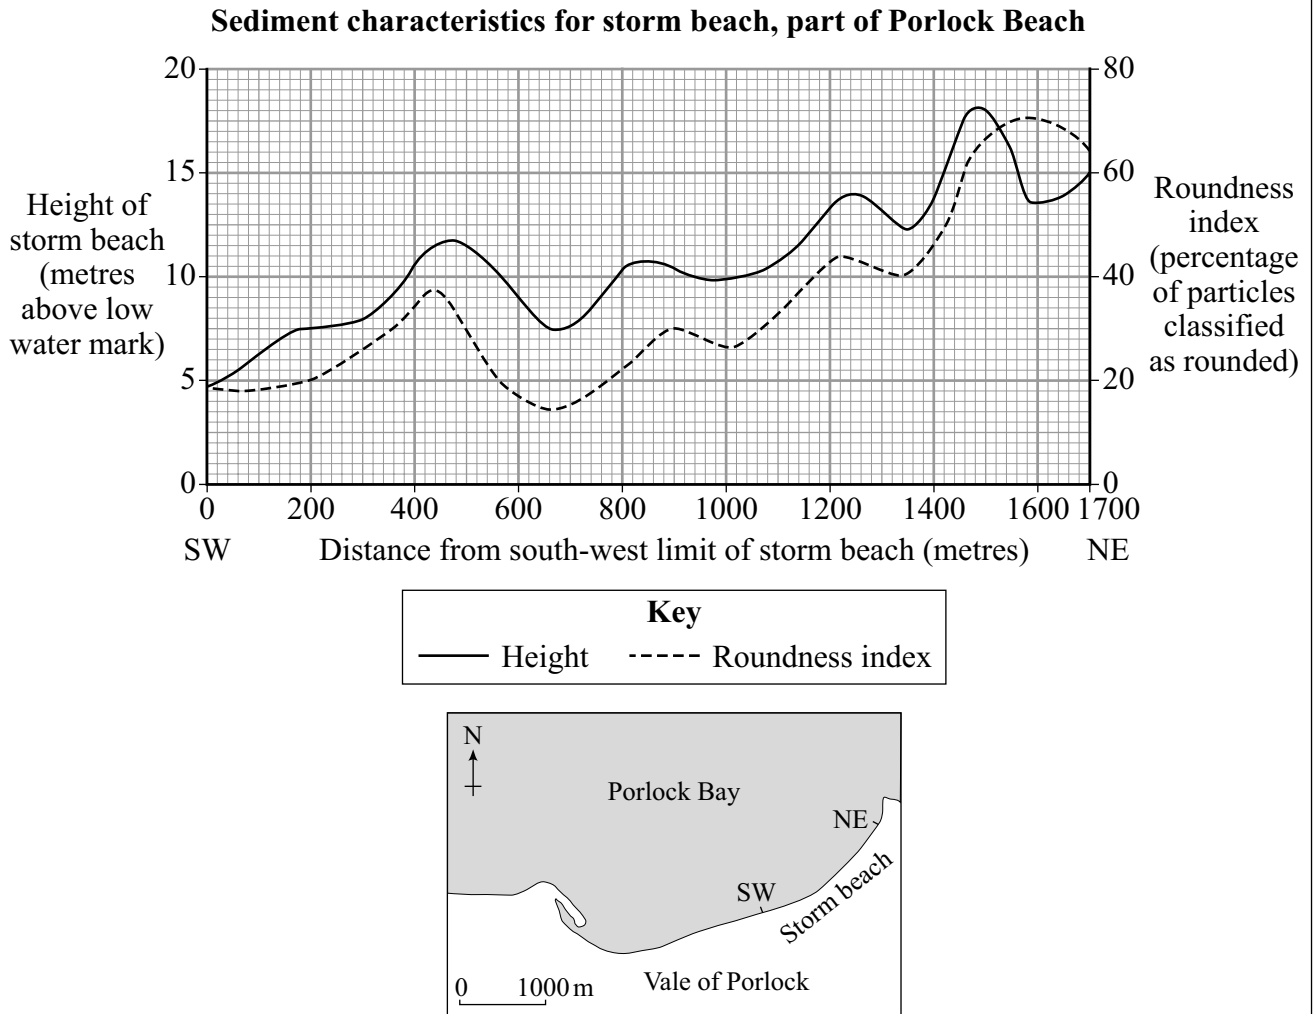 Sediment characteristics for storm beach, part of Porlock Beach
20
15
10
5
0
Height of
storm beach
(metres
above low
water mark)
80
60
40
20
0
Roundness
index
(percentage
of particles
classified
as rounded)
0 200 400 600 800 1000 1200 1400 1600 1700
SW Distance from south-west limit of storm beach (metres) NE
Key
Height Roundness index
N
Porlock Bay
NE
SW
Storm beach
Vale of Porlock
0 1000 m